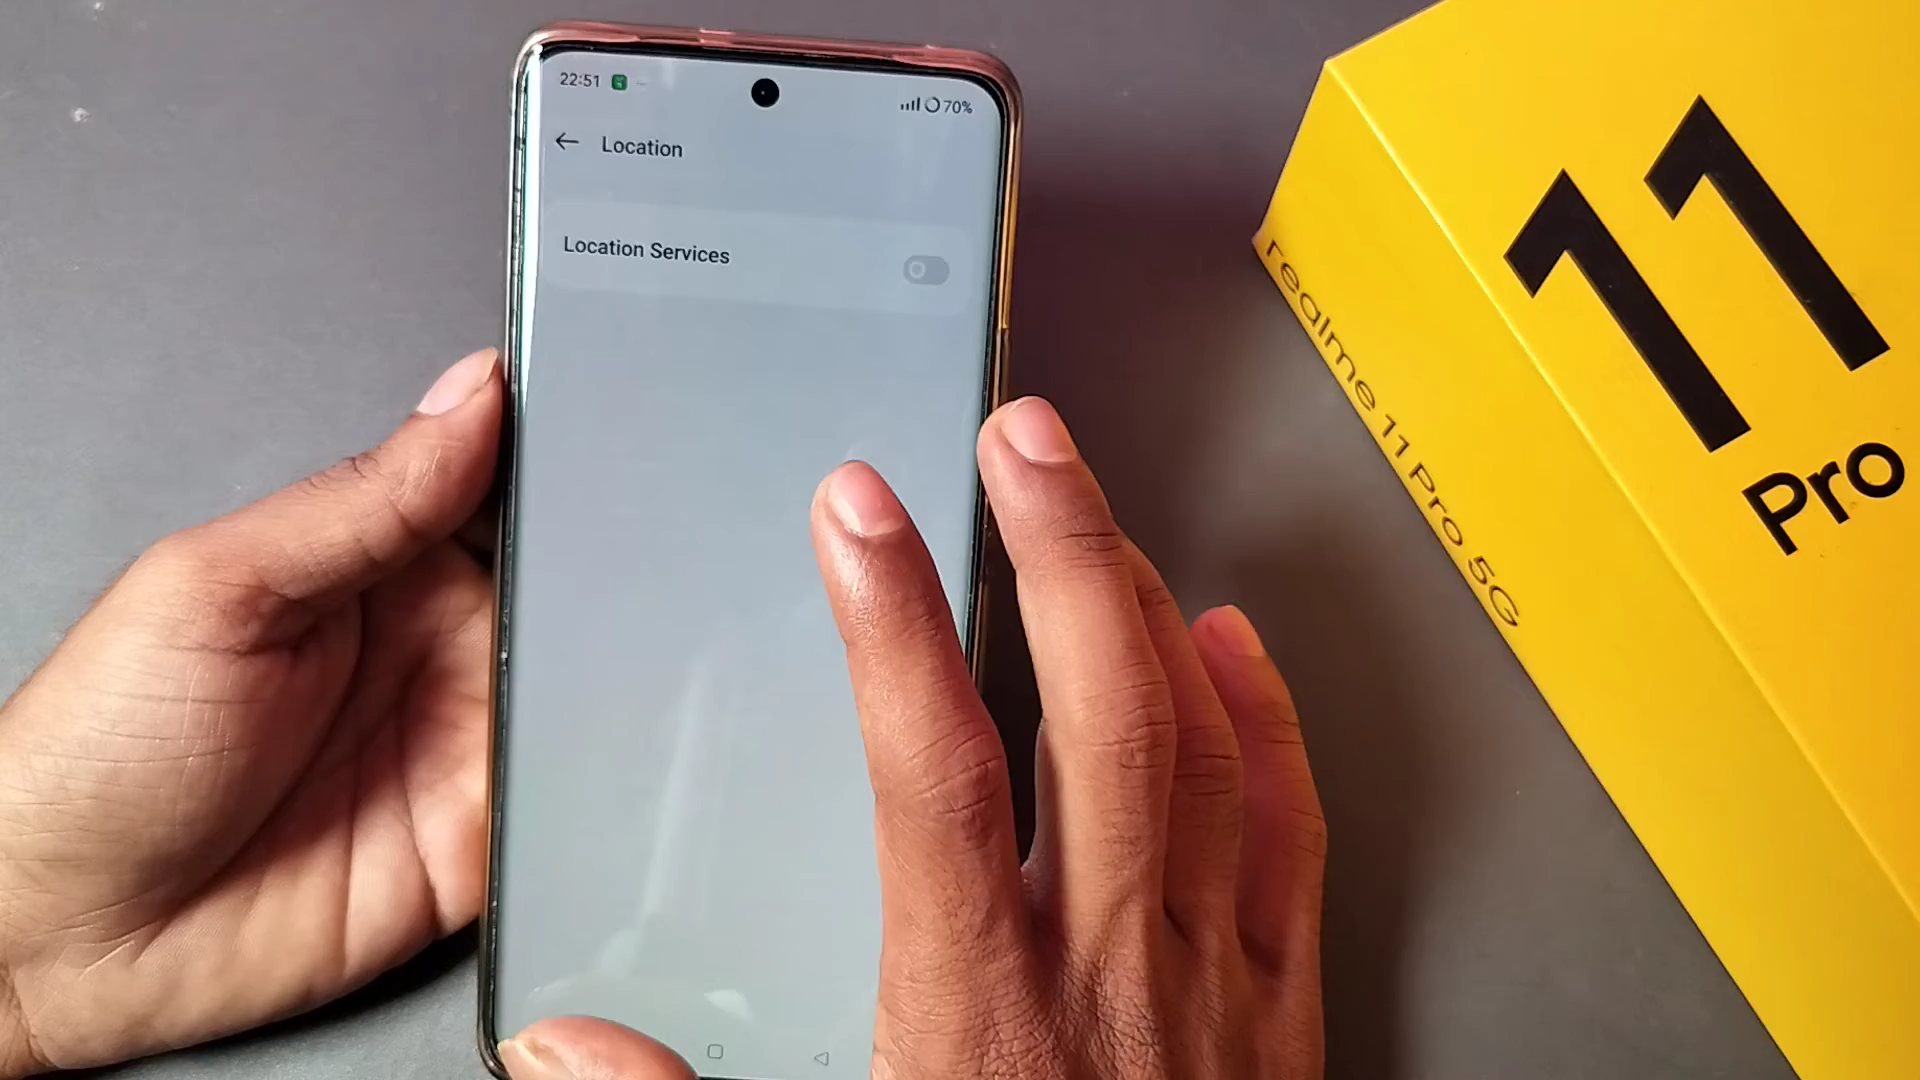 22:51
70%
Location
Location Services
11
Pro
realme 11 Pro 5G